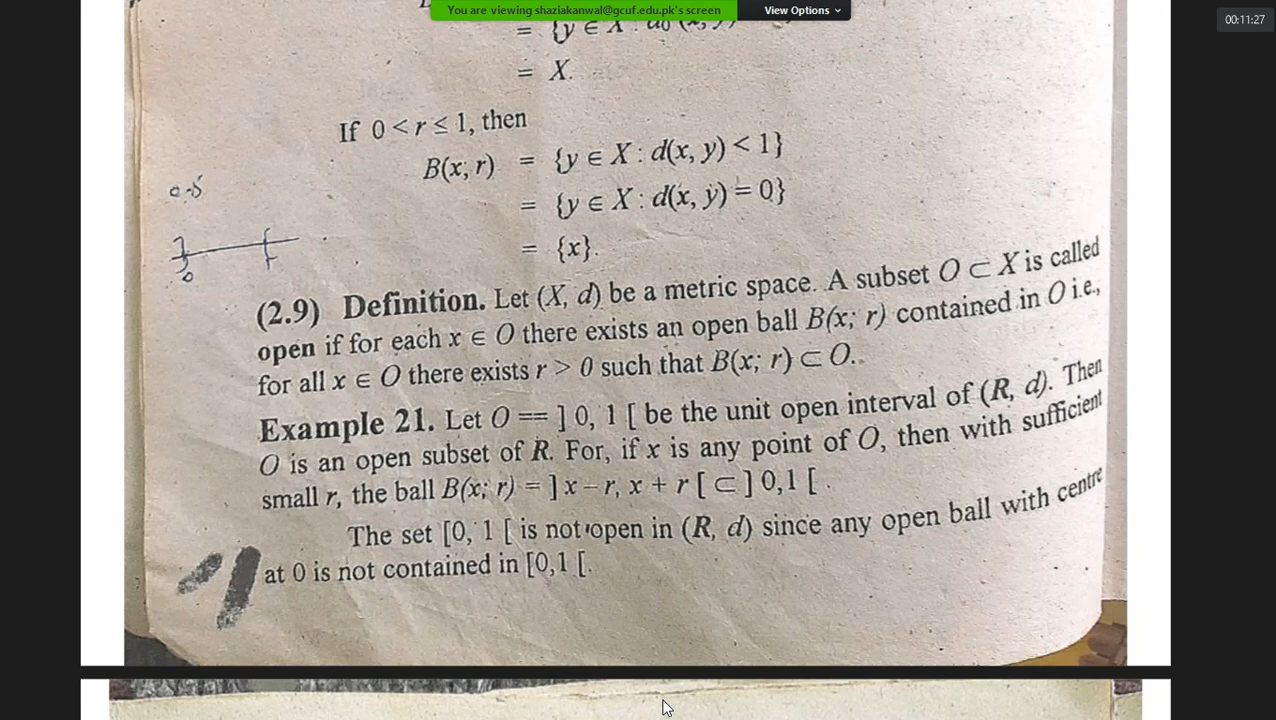 You are viewing shaziakanwal@gcuf.edu.pk's screen View Options
00:11:27
= {y ∈ X : d₀ (x, y)
= X.
If 0 < r ≤ 1, then
B(x; r) = {y ∈ X : d(x, y) < 1}
= {y ∈ X : d(x, y) = 0}
= {x}.
0.5
0
(2.9) Definition. Let (X, d) be a metric space. A subset O ⊂ X is called
open if for each x ∈ O there exists an open ball B(x; r) contained in O i.e.,
for all x ∈ O there exists r > 0 such that B(x; r) ⊂ O.
Example 21. Let O == ] 0, 1 [ be the unit open interval of (R, d). Then
O is an open subset of R. For, if x is any point of O, then with sufficient
small r, the ball B(x; r) = ] x – r, x + r [ ⊂ ] 0,1 [ .
The set [0, 1 [ is not open in (R, d) since any open ball with centre
at 0 is not contained in [0,1 [.